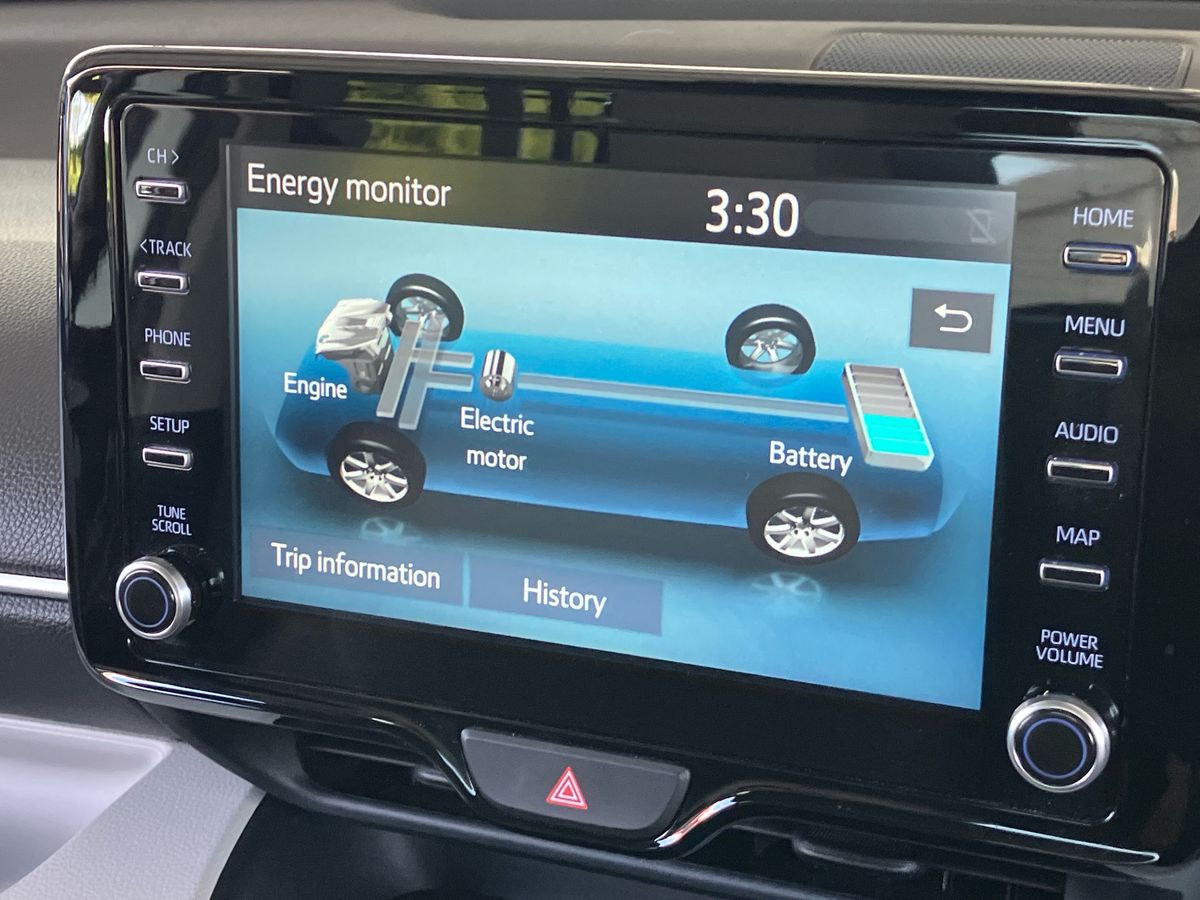 CH >
Energy monitor
3:30
HOME
<TRACK
MENU
PHONE
Engine
Electric
motor
Battery
AUDIO
SETUP
TUNE
SCROLL
Trip information
History
MAP
POWER
VOLUME